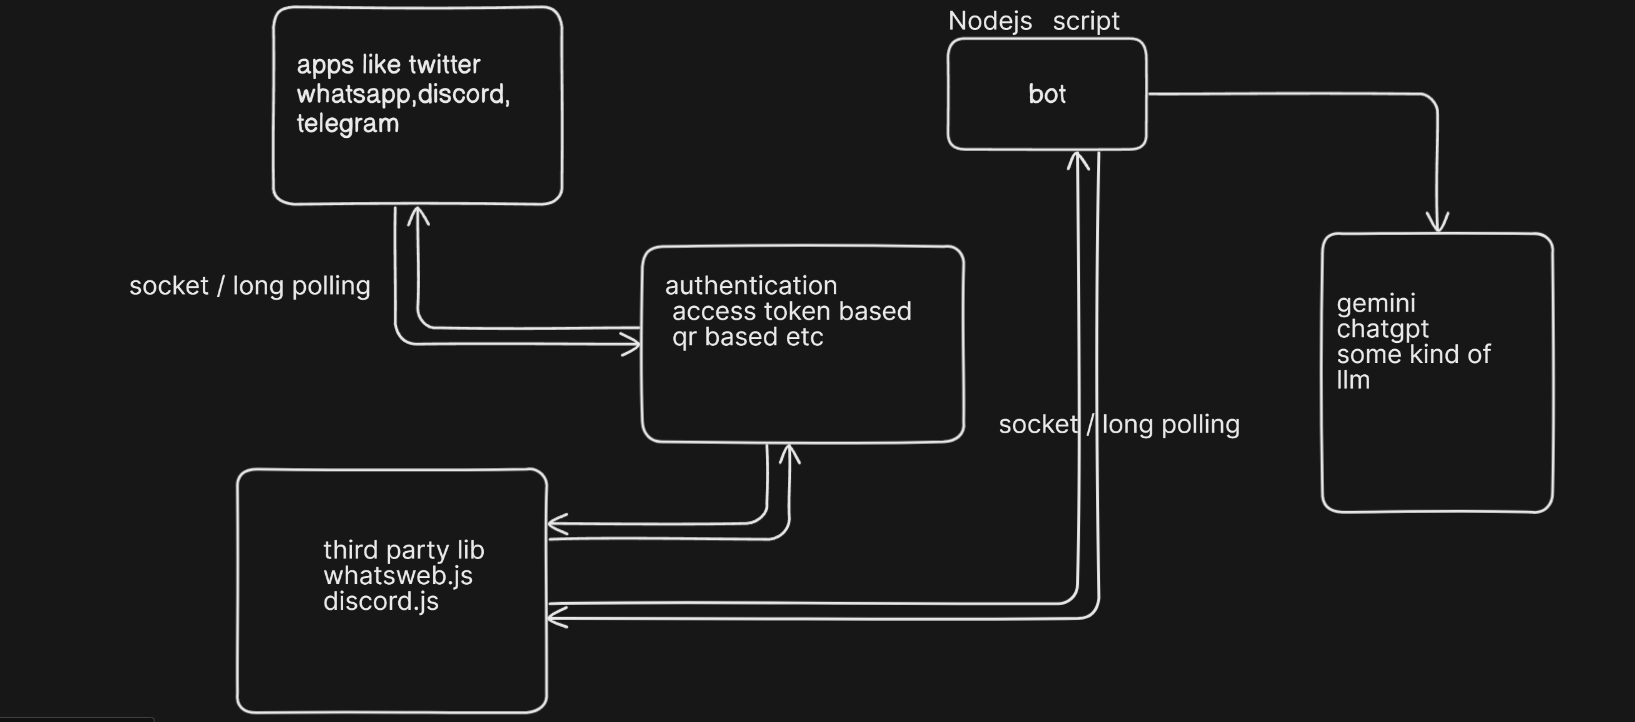 Nodejs script
apps like twitter
whatsapp,discord,
telegram
bot
socket / long polling
authentication
access token based
qr based etc
gemini
chatgpt
some kind of
llm
socket / long polling
third party lib
whatsweb.js
discord.js